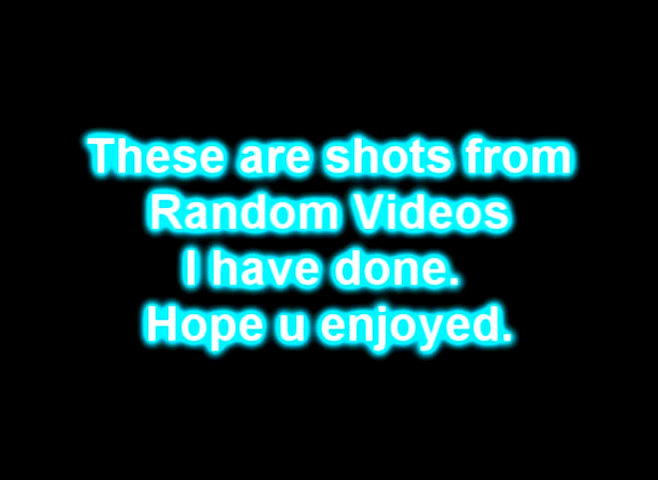 These are shots from
Random Videos
I have done.
Hope u enjoyed.